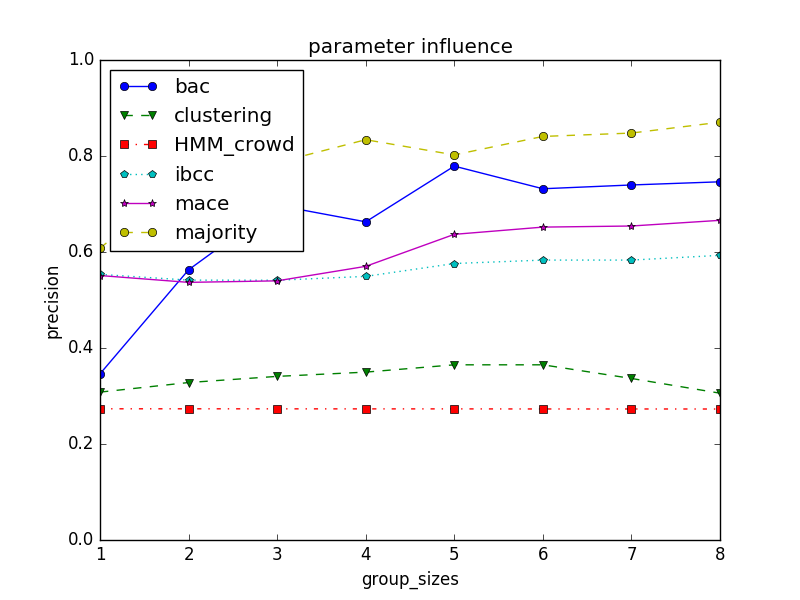 parameter influence
bac
clustering
HMM_crowd
ibcc
mace
majority
precision
1.0
0.8
0.6
0.4
0.2
0.0
1 2 3 4 5 6 7 8
group_sizes